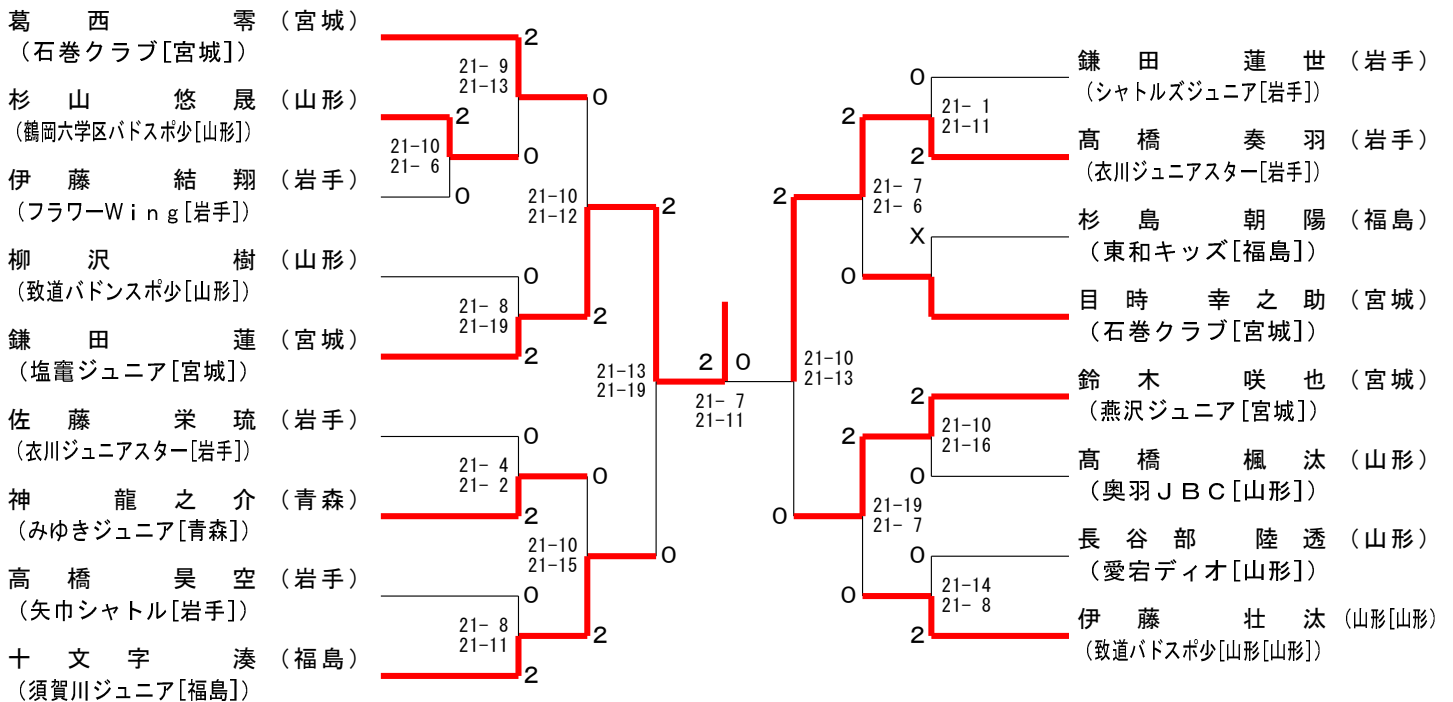 葛西 零 (宮城)
(石巻クラブ[宮城])
杉山 悠晟 (山形)
(鶴岡六学区バドスポ少[山形])
伊藤 結翔 (岩手)
(フラワーWing[岩手])
柳沢 樹 (山形)
(致道バドンスポ少[山形])
鎌田 蓮 (宮城)
(塩竈ジュニア[宮城])
佐藤 栄琉 (岩手)
(衣川ジュニアスター[岩手])
神 龍之介 (青森)
(みゆきジュニア[青森])
高橋 昊空 (岩手)
(矢巾シャトル[岩手])
十文字 湊 (福島)
(須賀川ジュニア[福島])
2
21- 9
21-13
0
2
21-10
21- 6
0
0
21-10
21-12
2
0
21- 8
21-19
2
2
21-13
21-19
0
21- 4
21- 2
0
2
21-10
21-15
0
0
21- 8
21-11
2
2
2 0
21- 7
21-11
鎌田 蓮世 (岩手)
(シャトルズジュニア[岩手])
髙橋 奏羽 (岩手)
(衣川ジュニアスター[岩手])
杉島 朝陽 (福島)
(東和キッズ[福島])
目時 幸之助 (宮城)
(石巻クラブ[宮城])
鈴木 咲也 (宮城)
(燕沢ジュニア[宮城])
髙橋 楓汰 (山形)
(奥羽JBC[山形])
長谷部 陸透 (山形)
(愛宕ディオ[山形])
伊藤 壮汰 (山形[山形)
(致道バドスポ少[山形[山形])
0
21- 1
21-11
2
2
2
21- 7
21- 6
X
0
21-10
21-13
2
21-10
21-16
2
0
0
21-19
21- 7
0
21-14
21- 8
0
2